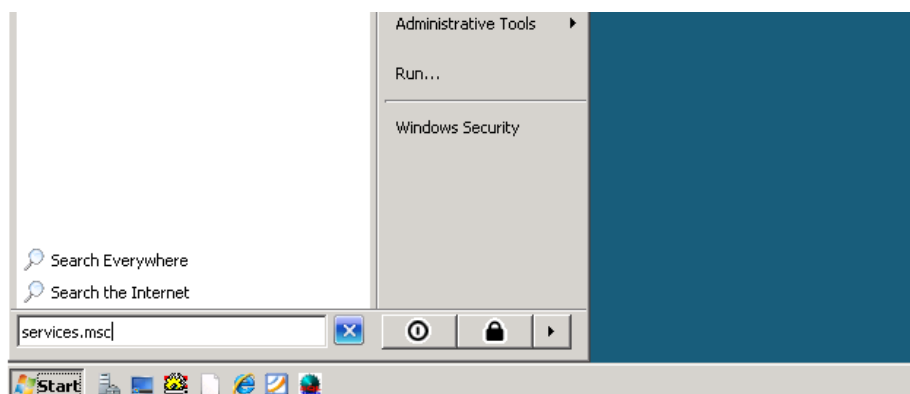 Administrative Tools
Run...
Windows Security
Search Everywhere
Search the Internet
services.msc
Start